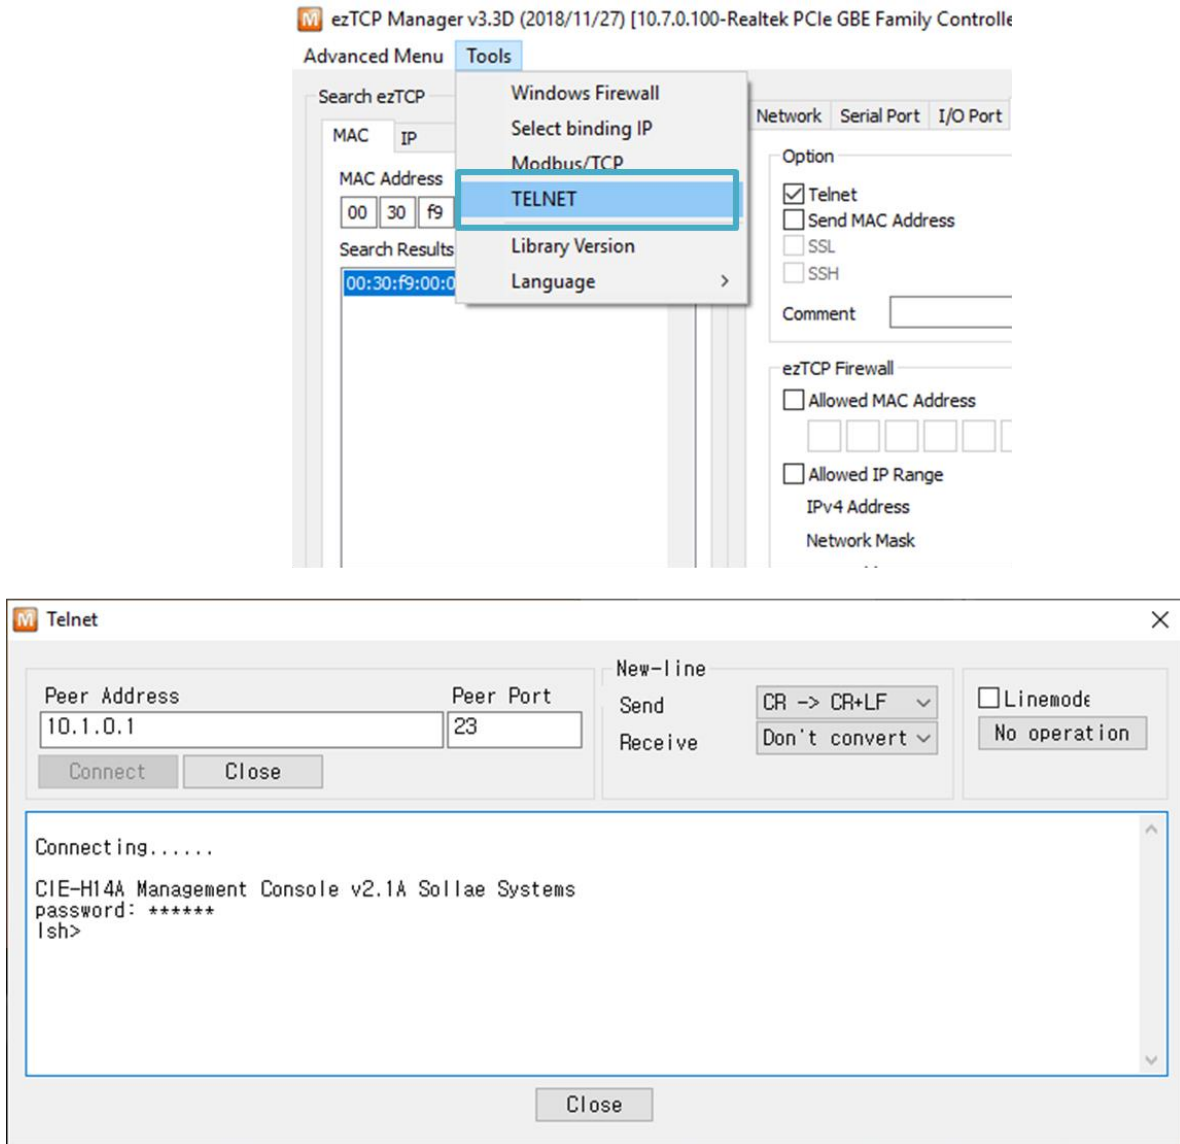 ezTCP Manager v3.3D (2018/11/27) [10.7.0.100-Realtek PCIe GBE Family Controlle
Advanced Menu Tools
Search ezTCP
MAC IP
MAC Address
00 30 f9
Search Results
00:30:f9:00:0
Windows Firewall
Select binding IP
Modbus/TCP
TELNET
Library Version
Language
Network Serial Port I/O Port
Option
Telnet
Send MAC Address
SSL
SSH
Comment
ezTCP Firewall
Allowed MAC Address
Allowed IP Range
IPv4 Address
Network Mask
Telnet
Peer Address Peer Port
10.1.0.1 23
Connect Close
New-line
Send CR -> CR+LF
Receive Don't convert
Linemode
No operation
Connecting......
CIE-H14A Management Console v2.1A Sollae Systems
password: ******
lsh>
Close